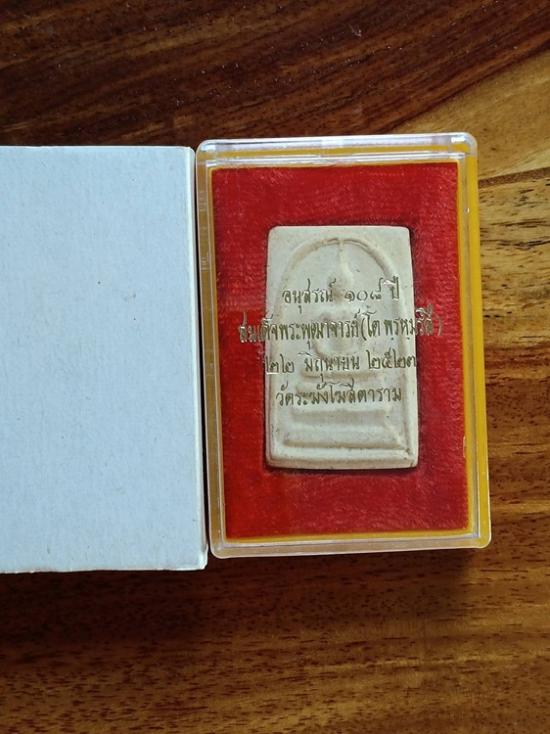 อนุสรณ์ ๑๐๘ ปี
สมเด็จพระพุฒาจารย์ (โต พรหมรังสี)
๒๒ มิถุนายน ๒๕๒๓
วัดระฆังโฆสิตาราม